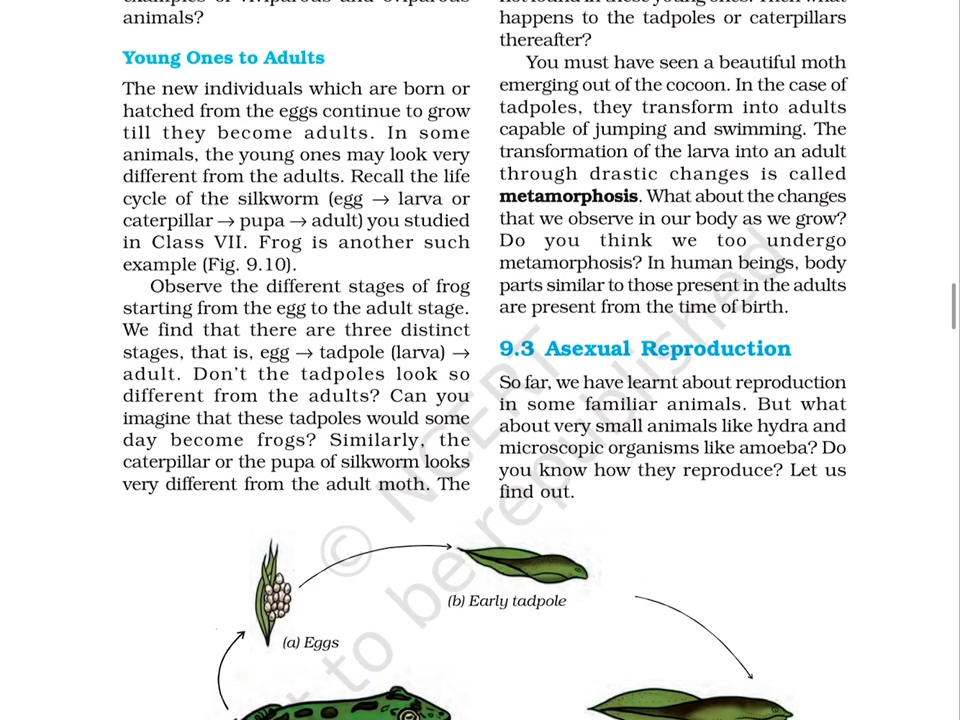 animals?
Young Ones to Adults
The new individuals which are born or
hatched from the eggs continue to grow
till they become adults. In some
animals, the young ones may look very
different from the adults. Recall the life
cycle of the silkworm (egg → larva or
caterpillar → pupa → adult) you studied
in Class VII. Frog is another such
example (Fig. 9.10).
Observe the different stages of frog
starting from the egg to the adult stage.
We find that there are three distinct
stages, that is, egg → tadpole (larva) →
adult. Don't the tadpoles look so
different from the adults? Can you
imagine that these tadpoles would some
day become frogs? Similarly, the
caterpillar or the pupa of silkworm looks
very different from the adult moth. The
happens to the tadpoles or caterpillars
thereafter?
You must have seen a beautiful moth
emerging out of the cocoon. In the case of
tadpoles, they transform into adults
capable of jumping and swimming. The
transformation of the larva into an adult
through drastic changes is called
metamorphosis. What about the changes
that we observe in our body as we grow?
Do you think we too undergo
metamorphosis? In human beings, body
parts similar to those present in the adults
are present from the time of birth.
9.3 Asexual Reproduction
So far, we have learnt about reproduction
in some familiar animals. But what
about very small animals like hydra and
microscopic organisms like amoeba? Do
you know how they reproduce? Let us
find out.
(a) Eggs
(b) Early tadpole
© NCERT
to be republished